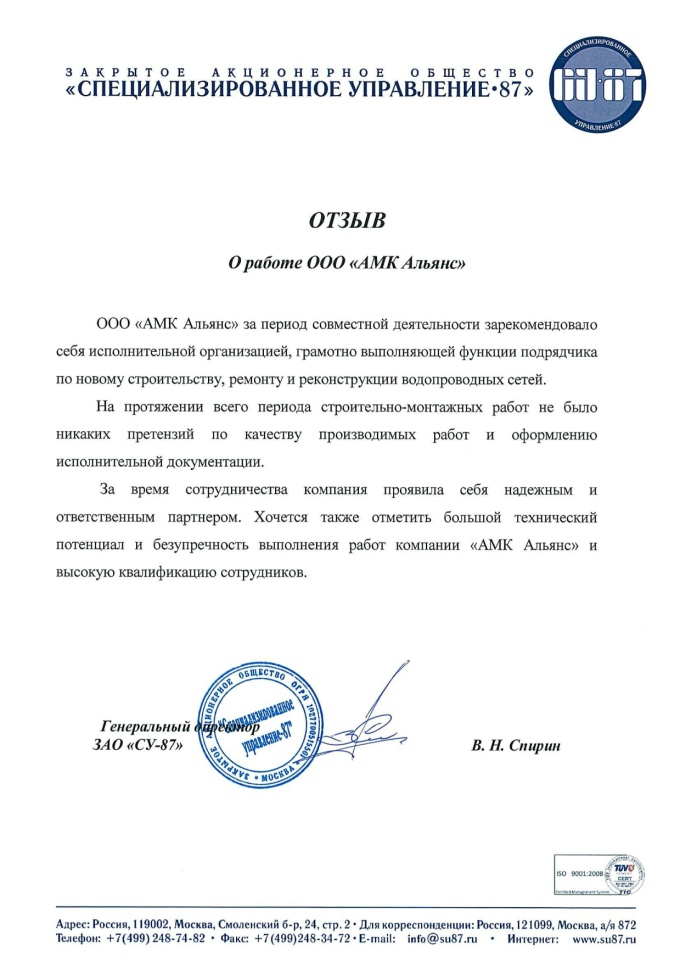 ЗАКРЫТОЕ АКЦИОНЕРНОЕ ОБЩЕСТВО
«СПЕЦИАЛИЗИРОВАННОЕ УПРАВЛЕНИЕ•87»
СПЕЦИАЛИЗИРОВАННОЕ
СУ•87
УПРАВЛЕНИЕ•87
ОТЗЫВ
О работе ООО «АМК Альянс»
ООО «АМК Альянс» за период совместной деятельности зарекомендовало
себя исполнительной организацией, грамотно выполняющей функции подрядчика
по новому строительству, ремонту и реконструкции водопроводных сетей.
На протяжении всего периода строительно-монтажных работ не было
никаких претензий по качеству производимых работ и оформлению
исполнительной документации.
За время сотрудничества компания проявила себя надежным и
ответственным партнером. Хочется также отметить большой технический
потенциал и безупречность выполнения работ компании «АМК Альянс» и
высокую квалификацию сотрудников.
ЗАКРЫТОЕ АКЦИОНЕРНОЕ ОБЩЕСТВО ОГРН
* МОСКВА *
"Специализированное
управление-87"
Генеральный директор
ЗАО «СУ-87»
В. Н. Спирин
ISO 9001:2008
Certified Management System
TUV
CERT
TIC
Адрес: Россия, 119002, Москва, Смоленский б-р, 24, стр. 2 • Для корреспонденции: Россия, 121099, Москва, а/я 872
Телефон: +7(499) 248-74-82 • Факс: +7(499)248-34-72 • E-mail: info@su87.ru • Интернет: www.su87.ru